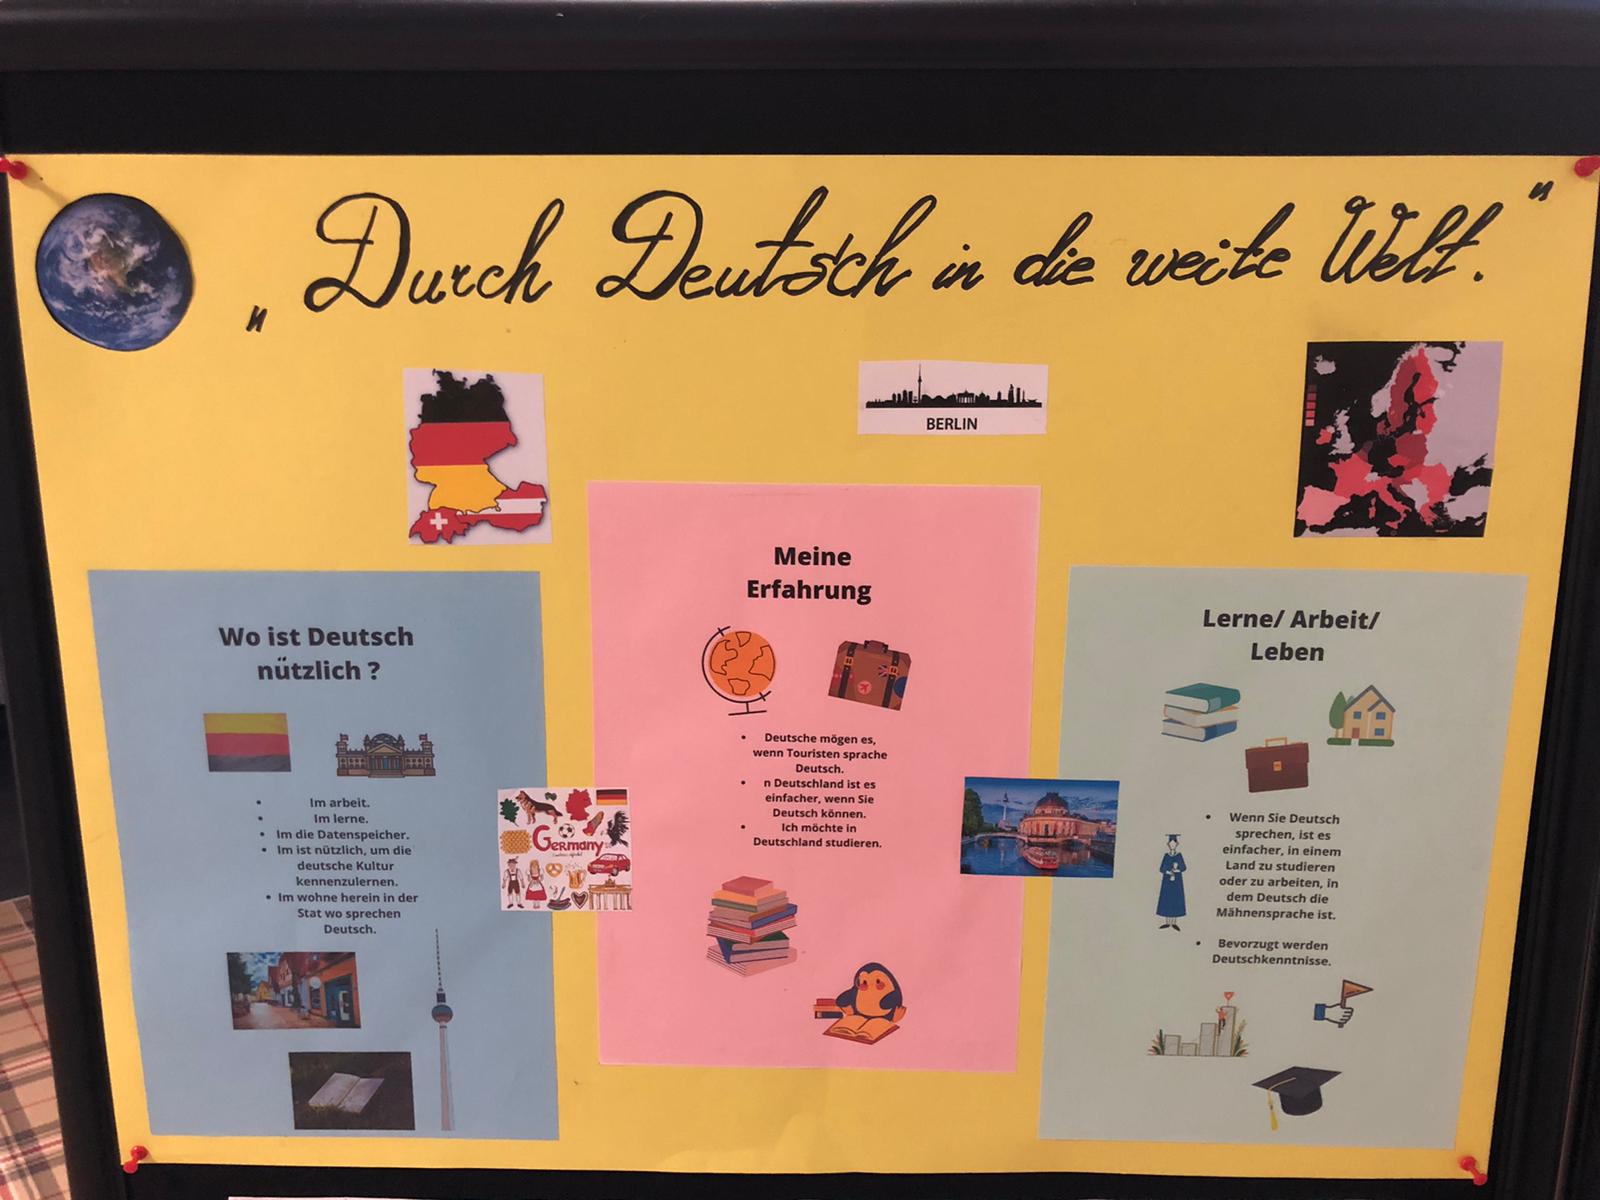 „Durch Deutsch in die weite Welt."
BERLIN
Wo ist Deutsch
nützlich ?
• Im arbeit.
• Im lerne.
• Im die Datenspeicher.
• Im ist nützlich, um die
deutsche Kultur
kennenzulernen.
• Im wohne herein in der
Stat wo sprechen
Deutsch.
Germany
Meine
Erfahrung
• Deutsche mögen es,
wenn Touristen sprache
Deutsch.
• n Deutschland ist es
einfacher, wenn Sie
Deutsch können.
• Ich möchte in
Deutschland studieren.
Lerne/ Arbeit/
Leben
• Wenn Sie Deutsch
sprechen, ist es
einfacher, in einem
Land zu studieren
oder zu arbeiten, in
dem Deutsch die
Mähnensprache ist.
• Bevorzugt werden
Deutschkenntnisse.